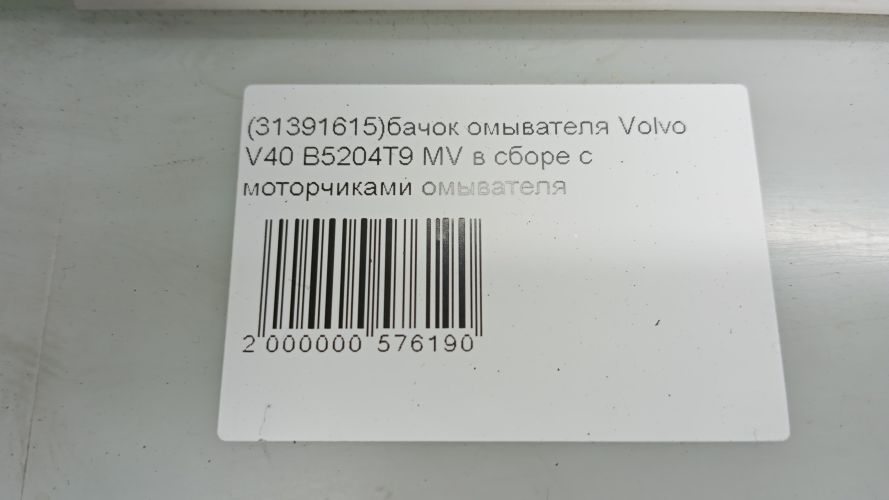 (31391615)бачок омывателя Volvo
V40 B5204T9 MV в сборе с
моторчиками омывателя
2 000000 576190